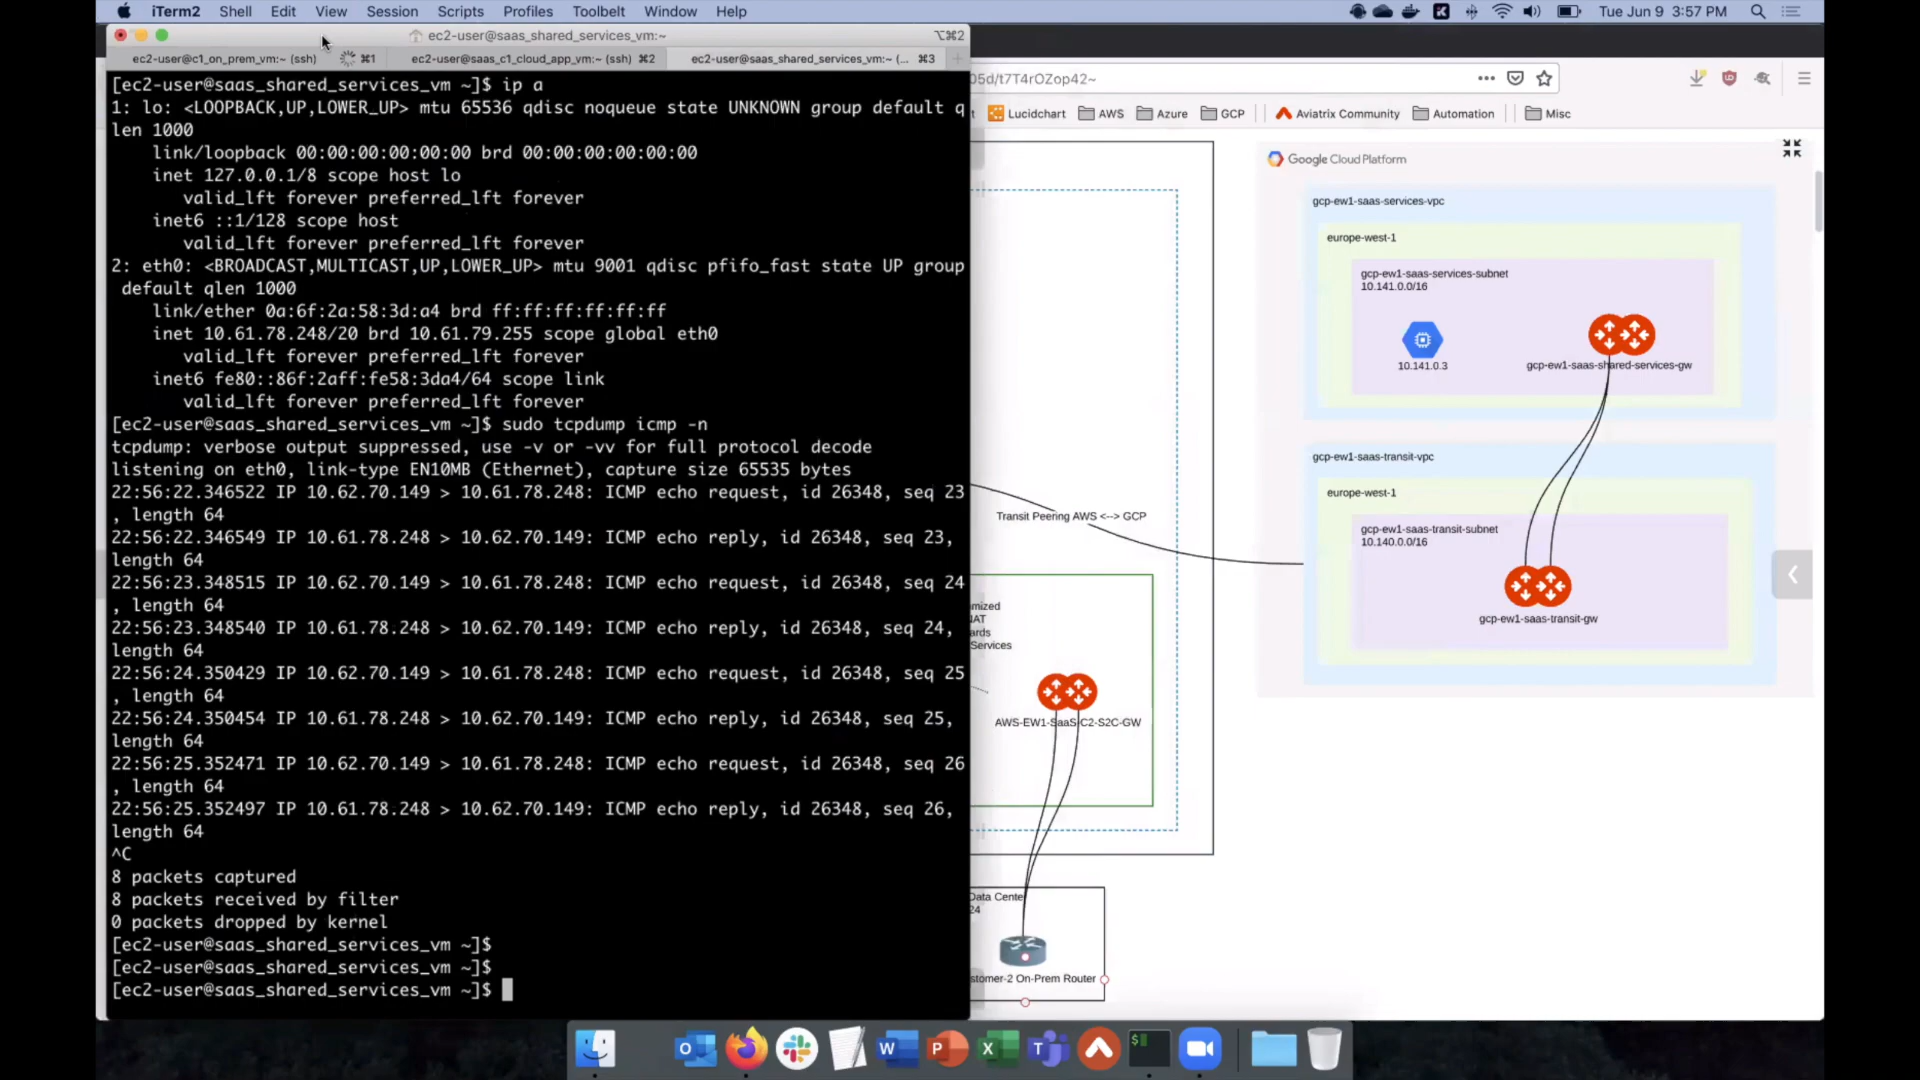 iTerm2 Shell Edit View Session Scripts Profiles Toolbelt Window Help
Tue Jun 9 3:57 PM
ec2-user@saas_shared_services_vm:~
⌥⌘2
ec2-user@c1_on_prem_vm:~ (ssh) ⌘1
ec2-user@saas_c1_cloud_app_vm:~ (ssh) ⌘2
ec2-user@saas_shared_services_vm:~ (... ⌘3
[ec2-user@saas_shared_services_vm ~]$ ip a
1: lo: <LOOPBACK,UP,LOWER_UP> mtu 65536 qdisc noqueue state UNKNOWN group default q
len 1000
link/loopback 00:00:00:00:00:00 brd 00:00:00:00:00:00
inet 127.0.0.1/8 scope host lo
valid_lft forever preferred_lft forever
inet6 ::1/128 scope host
valid_lft forever preferred_lft forever
2: eth0: <BROADCAST,MULTICAST,UP,LOWER_UP> mtu 9001 qdisc pfifo_fast state UP group
default qlen 1000
link/ether 0a:6f:2a:58:3d:a4 brd ff:ff:ff:ff:ff:ff
inet 10.61.78.248/20 brd 10.61.79.255 scope global eth0
valid_lft forever preferred_lft forever
inet6 fe80::86f:2aff:fe58:3da4/64 scope link
valid_lft forever preferred_lft forever
[ec2-user@saas_shared_services_vm ~]$ sudo tcpdump icmp -n
tcpdump: verbose output suppressed, use -v or -vv for full protocol decode
listening on eth0, link-type EN10MB (Ethernet), capture size 65535 bytes
22:56:22.346522 IP 10.62.70.149 > 10.61.78.248: ICMP echo request, id 26348, seq 23
, length 64
22:56:22.346549 IP 10.61.78.248 > 10.62.70.149: ICMP echo reply, id 26348, seq 23,
length 64
22:56:23.348515 IP 10.62.70.149 > 10.61.78.248: ICMP echo request, id 26348, seq 24
, length 64
22:56:23.348540 IP 10.61.78.248 > 10.62.70.149: ICMP echo reply, id 26348, seq 24,
length 64
22:56:24.350429 IP 10.62.70.149 > 10.61.78.248: ICMP echo request, id 26348, seq 25
, length 64
22:56:24.350454 IP 10.61.78.248 > 10.62.70.149: ICMP echo reply, id 26348, seq 25,
length 64
22:56:25.352471 IP 10.62.70.149 > 10.61.78.248: ICMP echo request, id 26348, seq 26
, length 64
22:56:25.352497 IP 10.61.78.248 > 10.62.70.149: ICMP echo reply, id 26348, seq 26,
length 64
^C
8 packets captured
8 packets received by filter
0 packets dropped by kernel
[ec2-user@saas_shared_services_vm ~]$
[ec2-user@saas_shared_services_vm ~]$
[ec2-user@saas_shared_services_vm ~]$
05d/t7T4rOZop42~
t Lucidchart AWS Azure GCP Aviatrix Community Automation Misc
Google Cloud Platform
gcp-ew1-saas-services-vpc
europe-west-1
gcp-ew1-saas-services-subnet
10.141.0.0/16
10.141.0.3
gcp-ew1-saas-shared-services-gw
gcp-ew1-saas-transit-vpc
europe-west-1
gcp-ew1-saas-transit-subnet
10.140.0.0/16
gcp-ew1-saas-transit-gw
Transit Peering AWS <--> GCP
mized
IAT
ards
Services
AWS-EW1-SaaS-C2-S2C-GW
Data Cente
24
stomer-2 On-Prem Router